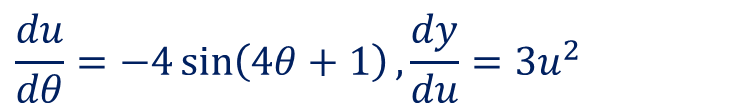 du/dθ = −4 sin(4θ + 1) , dy/du = 3u²